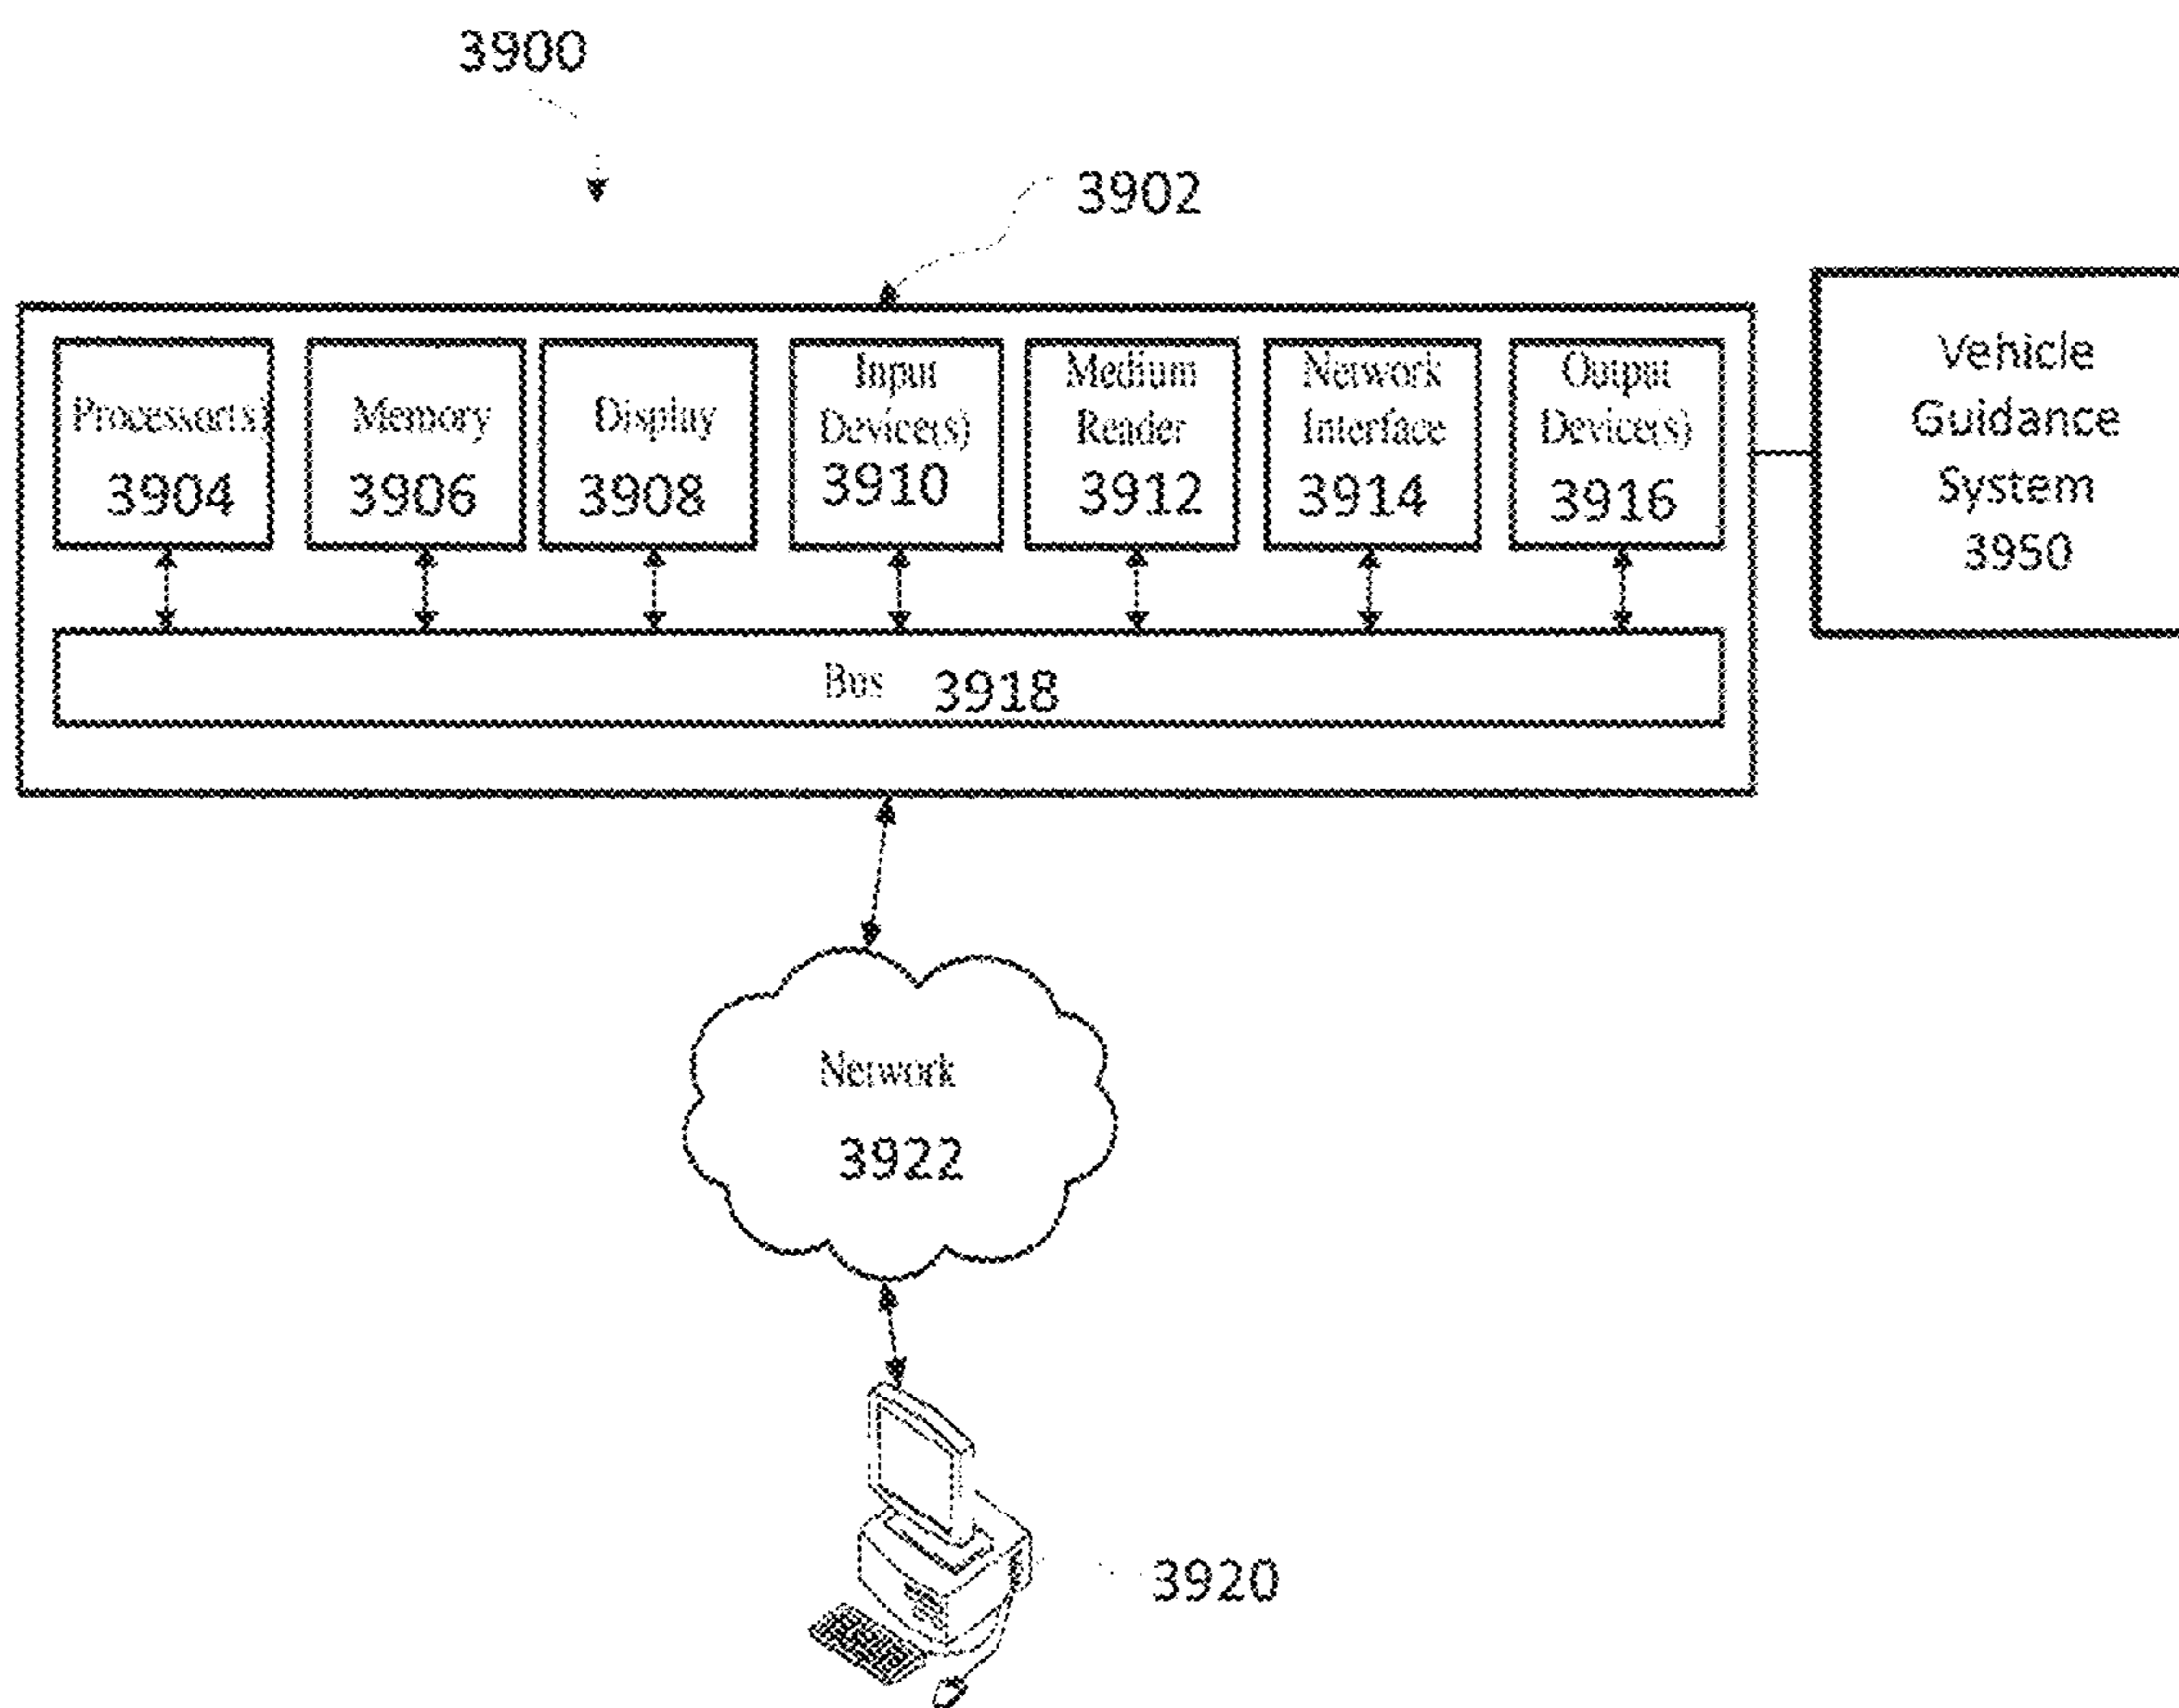 3900
3902
Processor(s)
3904
Memory
3906
Display
3908
Input
Device(s)
3910
Medium
Reader
3912
Network
Interface
3914
Output
Device(s)
3916
Vehicle
Guidance
System
3950
Bus 3918
Network
3922
3920